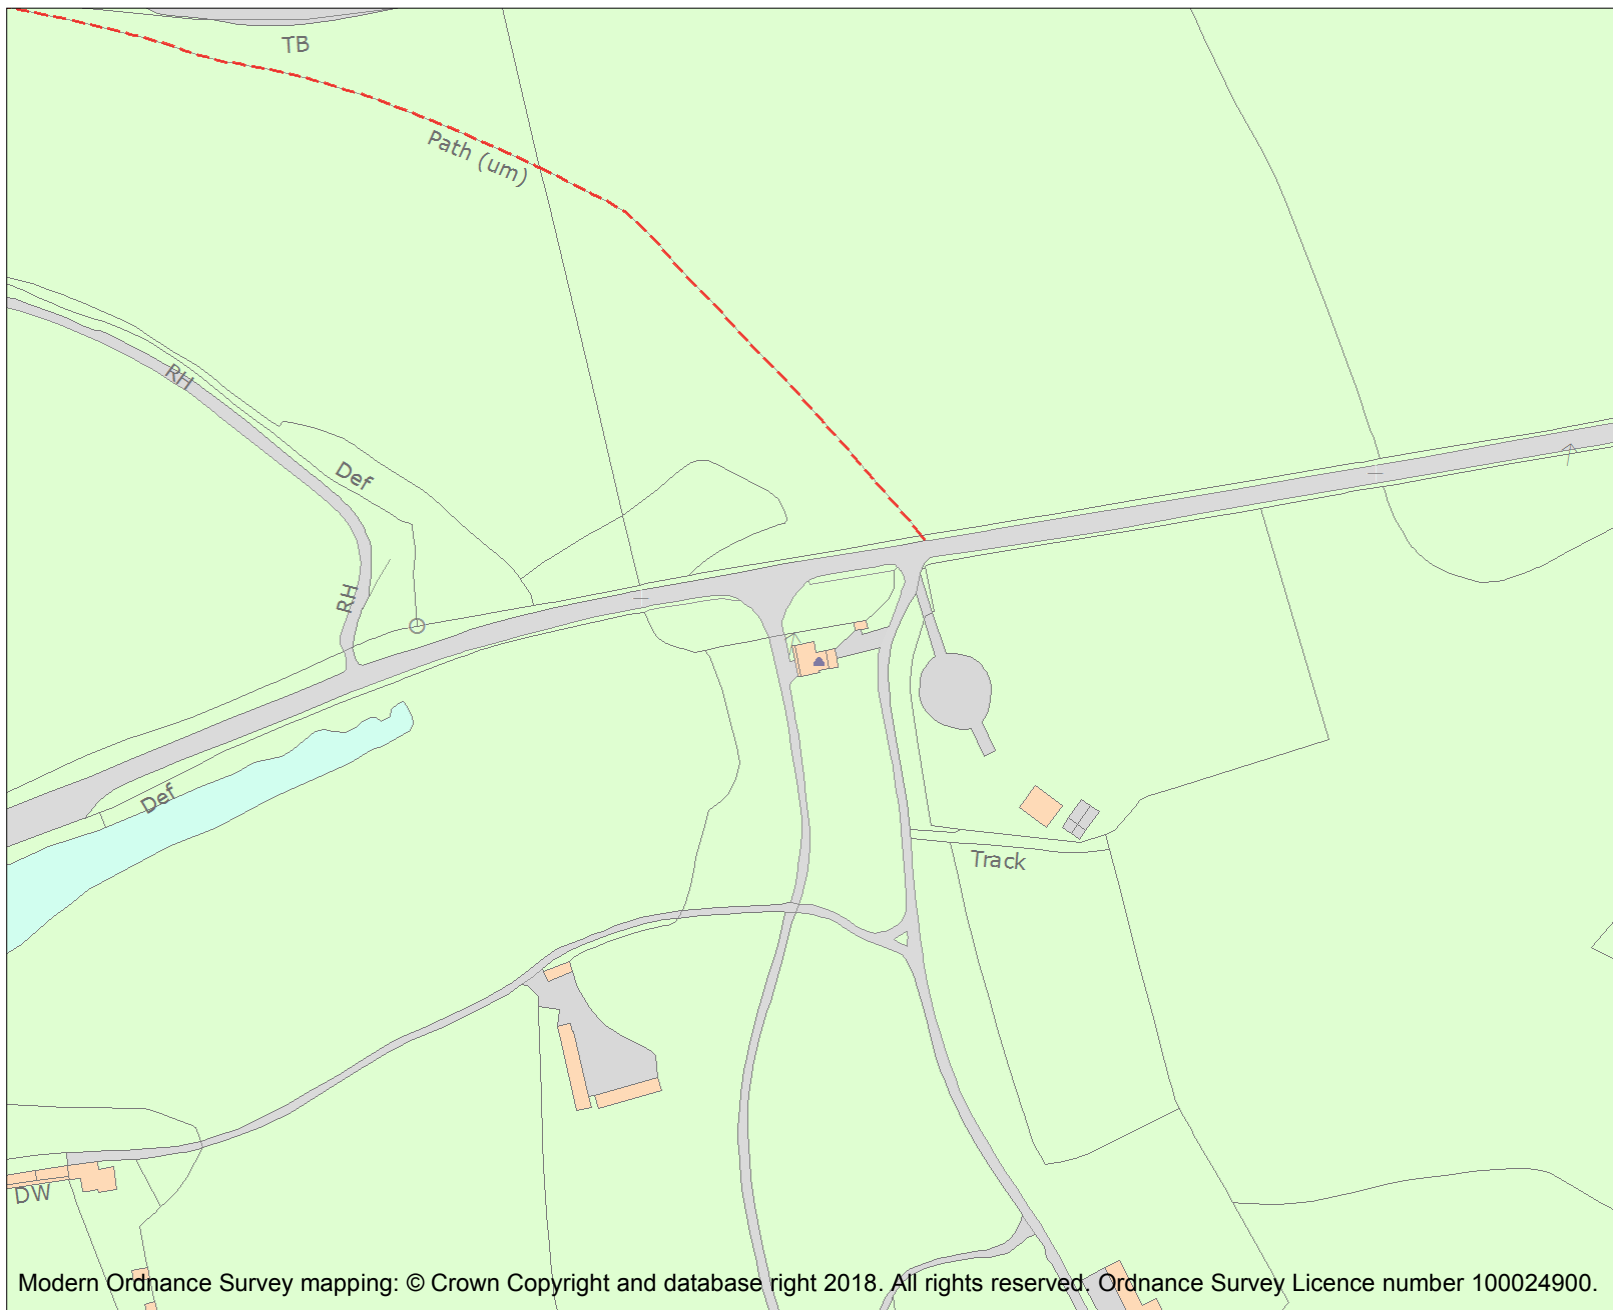 TB
Path (um)
RH
Def
RH
Def
Track
DW
Modern Ordnance Survey mapping: © Crown Copyright and database right 2018. All rights reserved. Ordnance Survey Licence number 100024900.